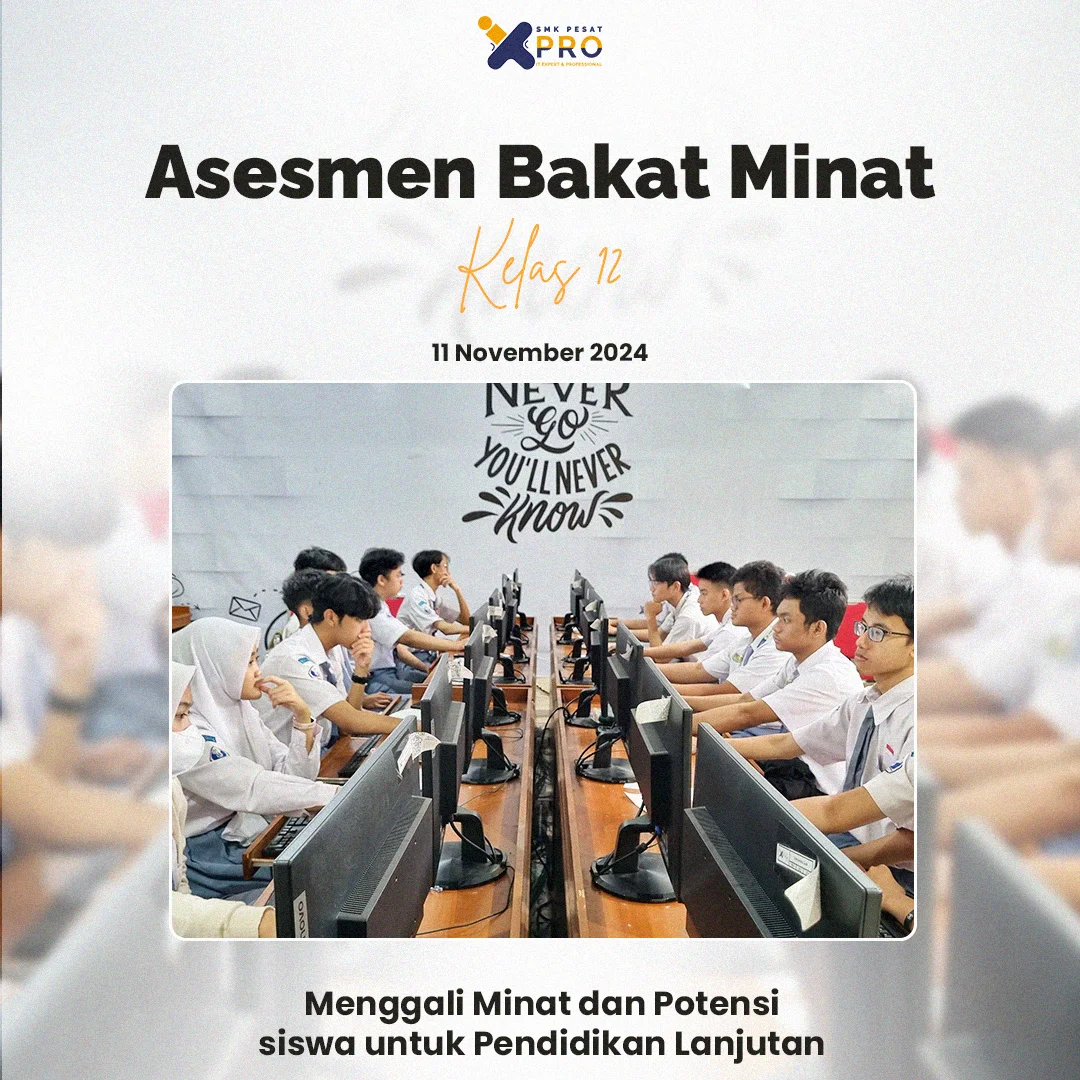 SMK PESAT
PRO
IT EXPERT & PROFESSIONAL
Asesmen Bakat Minat
Kelas 12
11 November 2024
NEVER
GO
YOU'LL NEVER
KNOW
Menggali Minat dan Potensi
siswa untuk Pendidikan Lanjutan